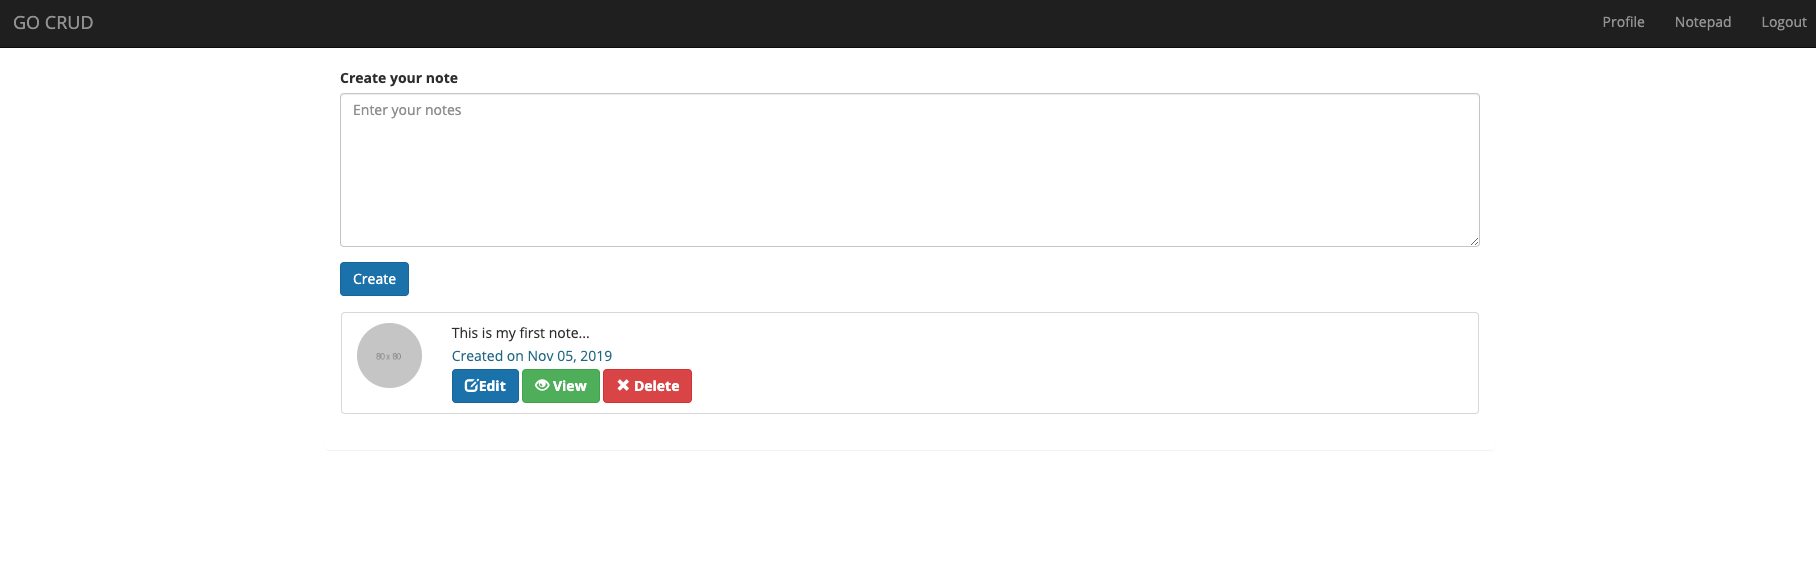 GO CRUD
Profile Notepad Logout
Create your note
Enter your notes
Create
80 x 80
This is my first note...
Created on Nov 05, 2019
Edit View Delete